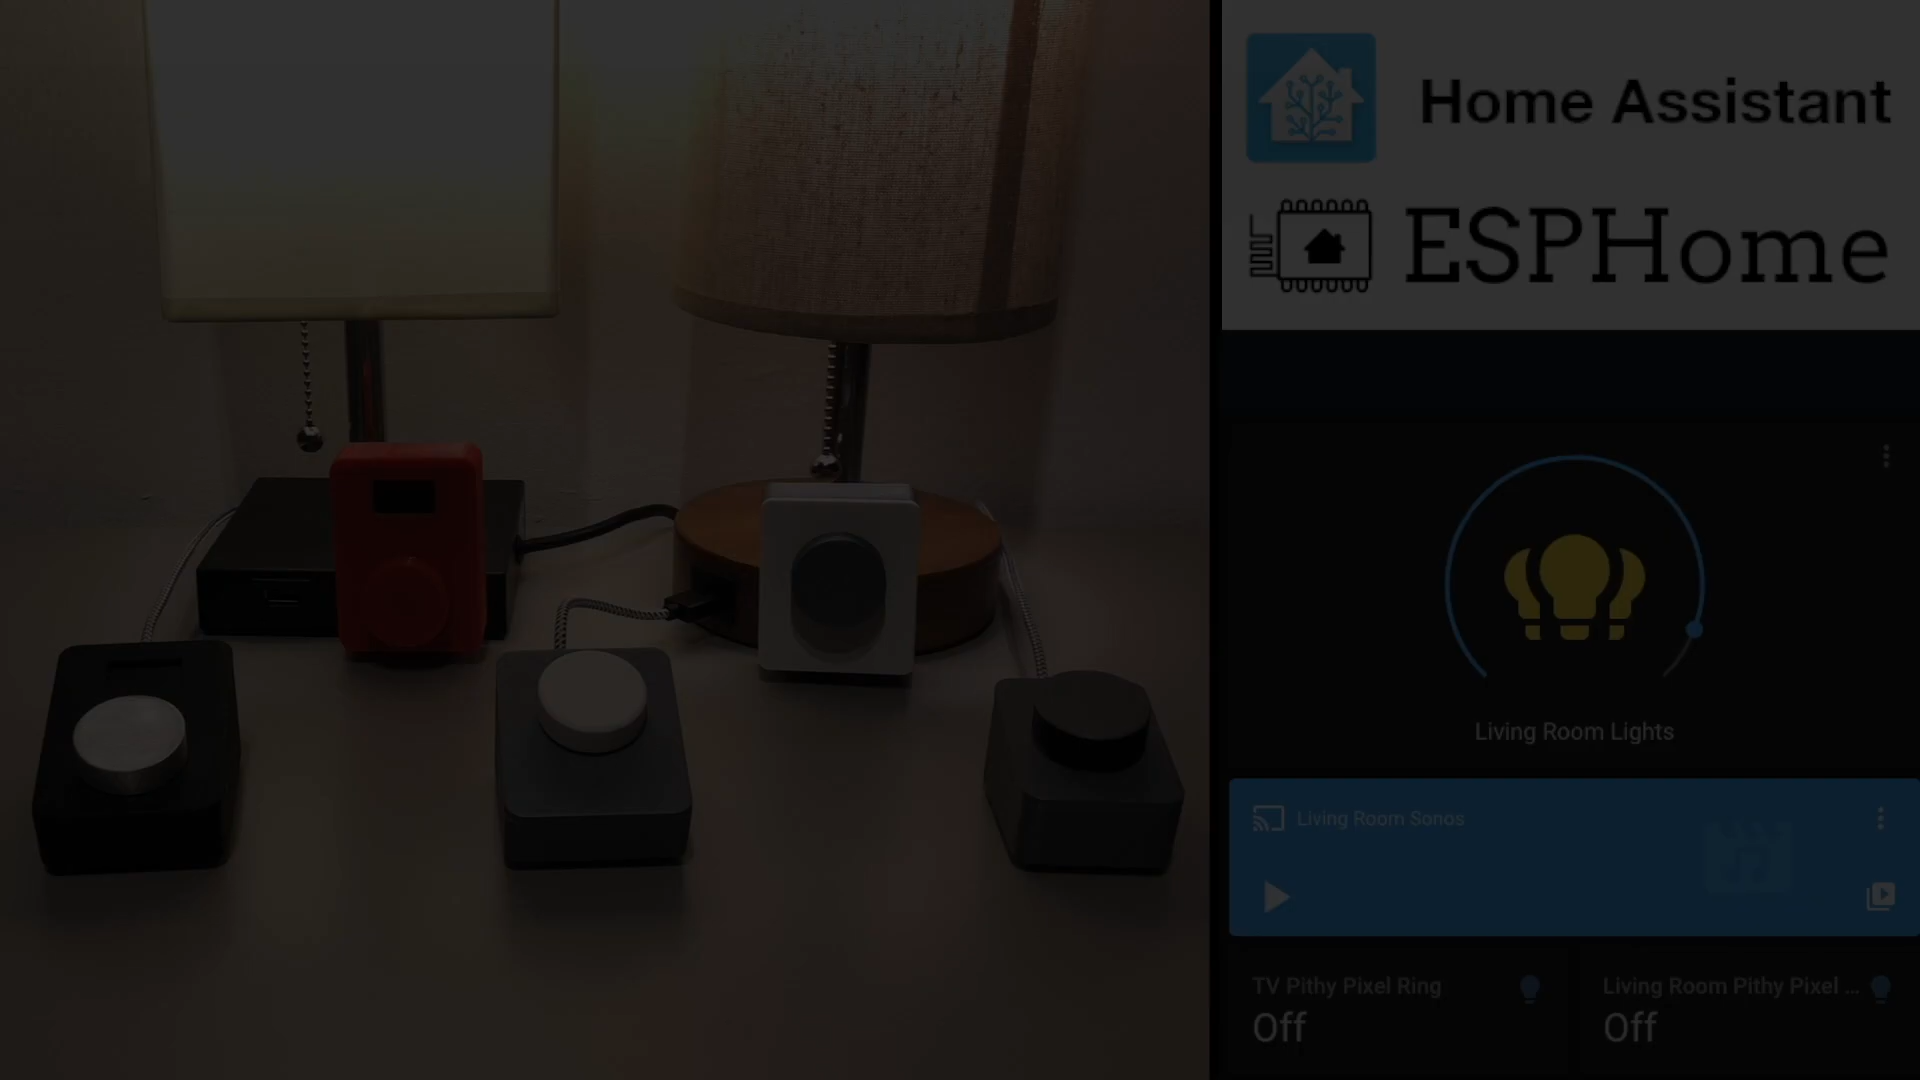 Home Assistant
ESPHome
Living Room Lights
Living Room Sonos
TV Pithy Pixel Ring
Off
Living Room Pithy Pixel ...
Off